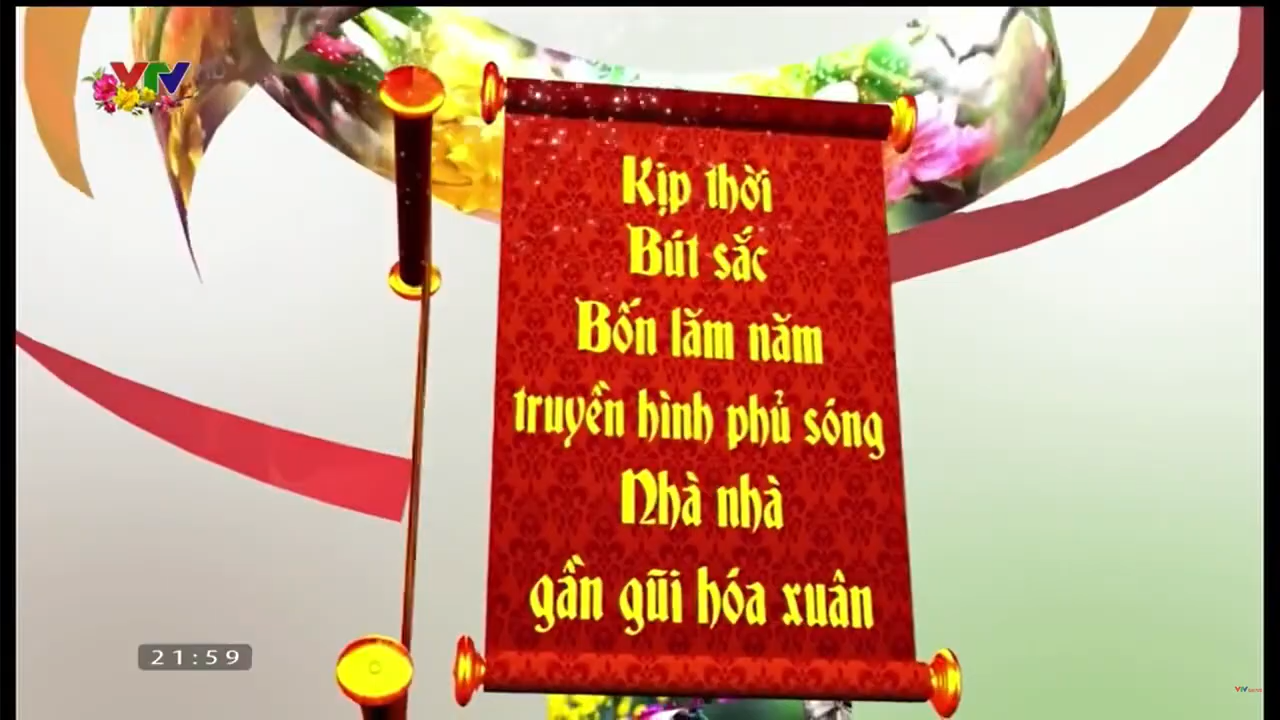 VTV
Kịp thời
Bút sắc
Bốn lăm năm
truyền hình phủ sóng
Nhà nhà
gần gũi hóa xuân
21:59